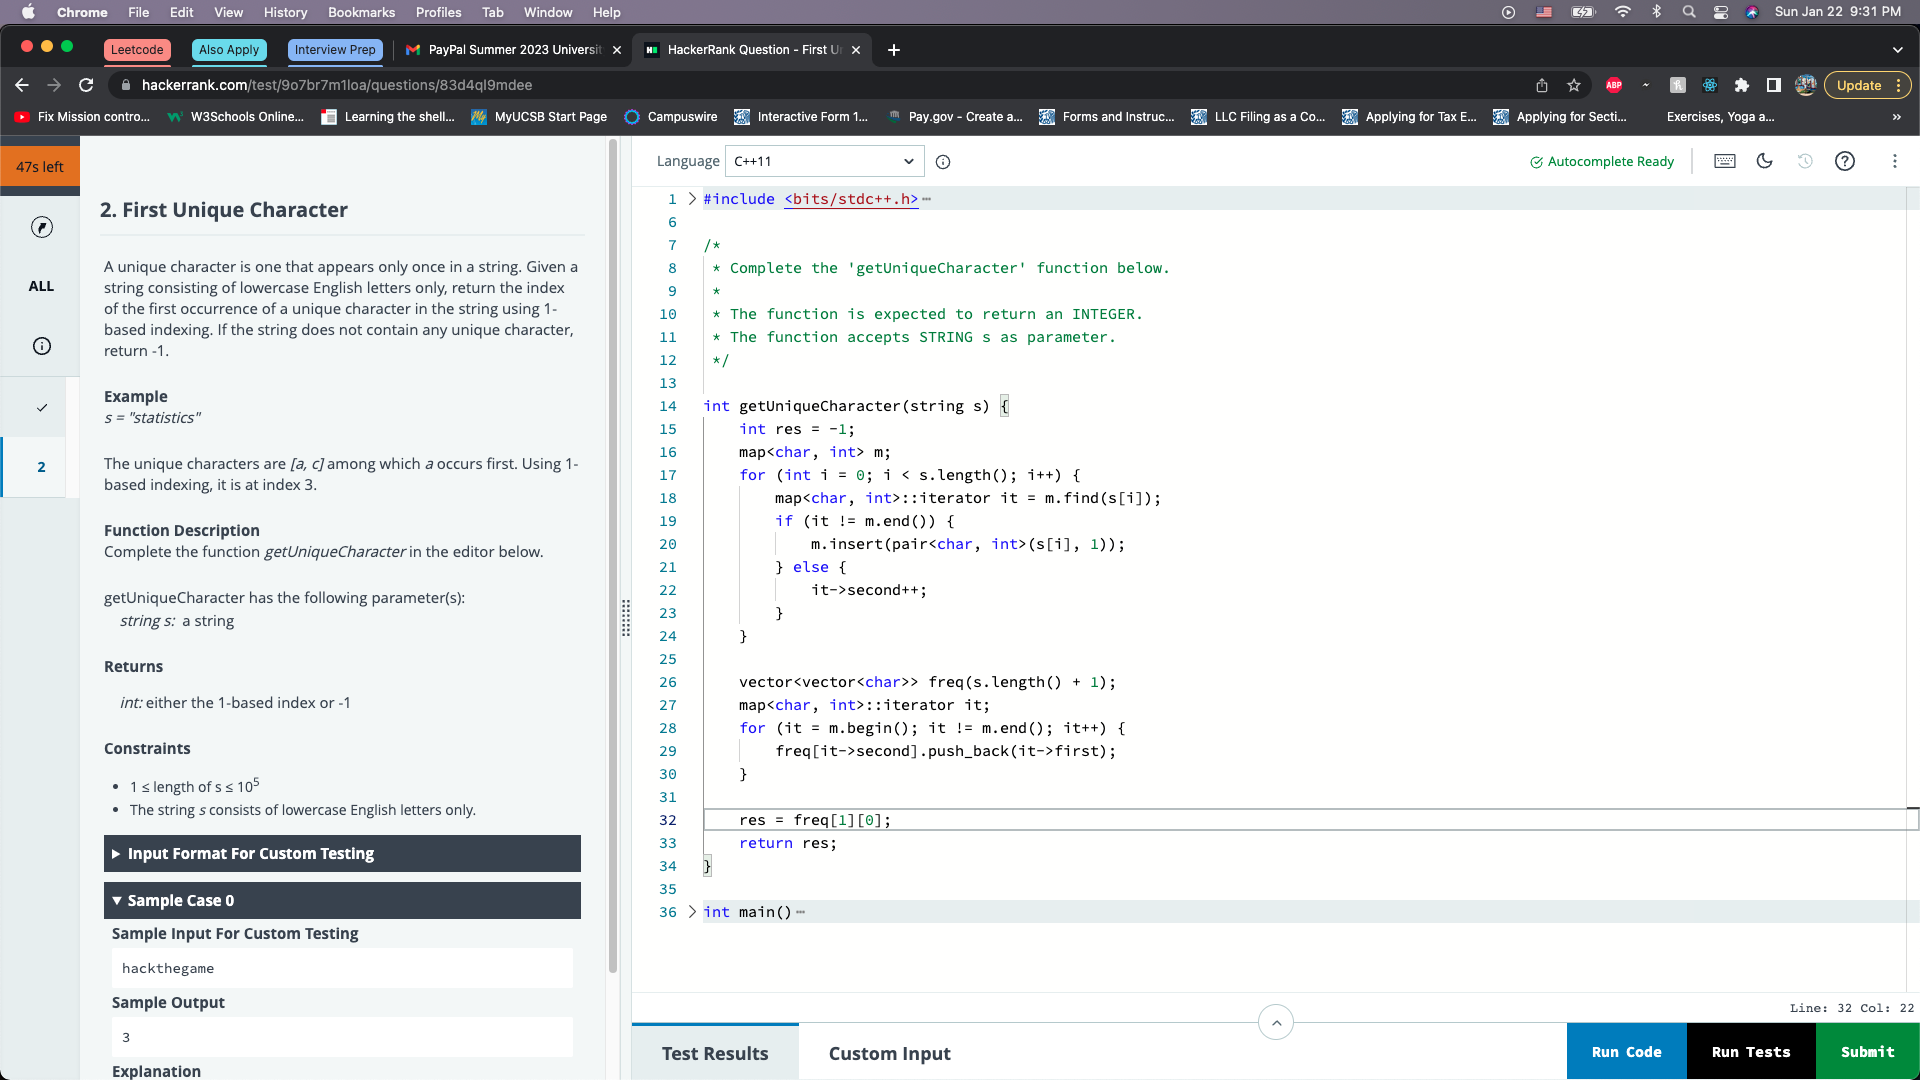 Chrome File Edit View History Bookmarks Profiles Tab Window Help Sun Jan 22 9:31 PM
Leetcode Also Apply Interview Prep PayPal Summer 2023 Universit HackerRank Question - First U
hackerrank.com/test/9o7br7m1loa/questions/83d4ql9mdee ABP Update
Fix Mission contro... W3Schools Online... Learning the shell... MyUCSB Start Page Campuswire Interactive Form 1... Pay.gov - Create a... Forms and Instruc... LLC Filing as a Co... Applying for Tax E... Applying for Secti... Exercises, Yoga a... »
47s left
ALL
2
2. First Unique Character
A unique character is one that appears only once in a string. Given a
string consisting of lowercase English letters only, return the index
of the first occurrence of a unique character in the string using 1-
based indexing. If the string does not contain any unique character,
return -1.
Example
s = "statistics"
The unique characters are [a, c] among which a occurs first. Using 1-
based indexing, it is at index 3.
Function Description
Complete the function getUniqueCharacter in the editor below.
getUniqueCharacter has the following parameter(s):
string s: a string
Returns
int: either the 1-based index or -1
Constraints
• 1 ≤ length of s ≤ 10⁵
• The string s consists of lowercase English letters only.
Input Format For Custom Testing
Sample Case 0
Sample Input For Custom Testing
hackthegame
Sample Output
3
Explanation
Language C++11 Autocomplete Ready
1 #include <bits/stdc++.h>
6
7 /*
8 * Complete the 'getUniqueCharacter' function below.
9 *
10 * The function is expected to return an INTEGER.
11 * The function accepts STRING s as parameter.
12 */
13
14 int getUniqueCharacter(string s) {
15 int res = -1;
16 map<char, int> m;
17 for (int i = 0; i < s.length(); i++) {
18 map<char, int>::iterator it = m.find(s[i]);
19 if (it != m.end()) {
20 m.insert(pair<char, int>(s[i], 1));
21 } else {
22 it->second++;
23 }
24 }
25
26 vector<vector<char>> freq(s.length() + 1);
27 map<char, int>::iterator it;
28 for (it = m.begin(); it != m.end(); it++) {
29 freq[it->second].push_back(it->first);
30 }
31
32 res = freq[1][0];
33 return res;
34 }
35
36 int main()
Line: 32 Col: 22
Test Results Custom Input Run Code Run Tests Submit